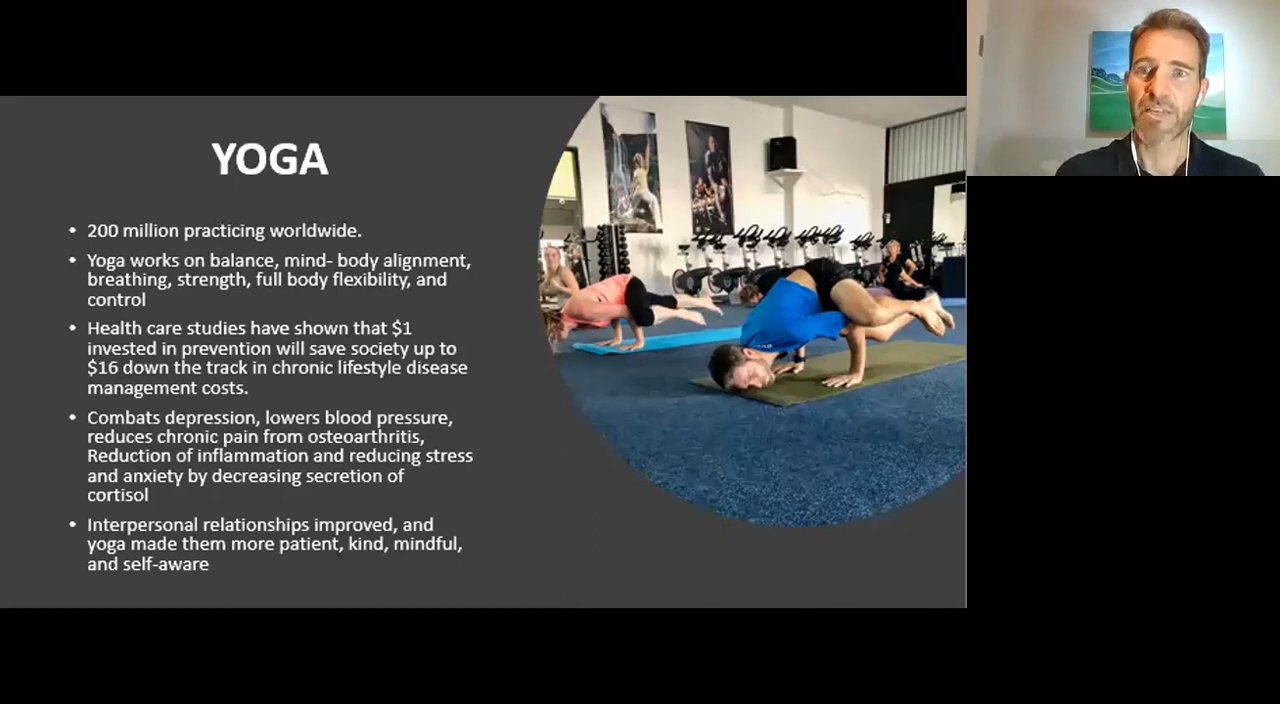 YOGA
• 200 million practicing worldwide.
• Yoga works on balance, mind- body alignment,
breathing, strength, full body flexibility, and
control
• Health care studies have shown that $1
invested in prevention will save society up to
$16 down the track in chronic lifestyle disease
management costs.
• Combats depression, lowers blood pressure,
reduces chronic pain from osteoarthritis,
Reduction of inflammation and reducing stress
and anxiety by decreasing secretion of
cortisol
• Interpersonal relationships improved, and
yoga made them more patient, kind, mindful,
and self-aware